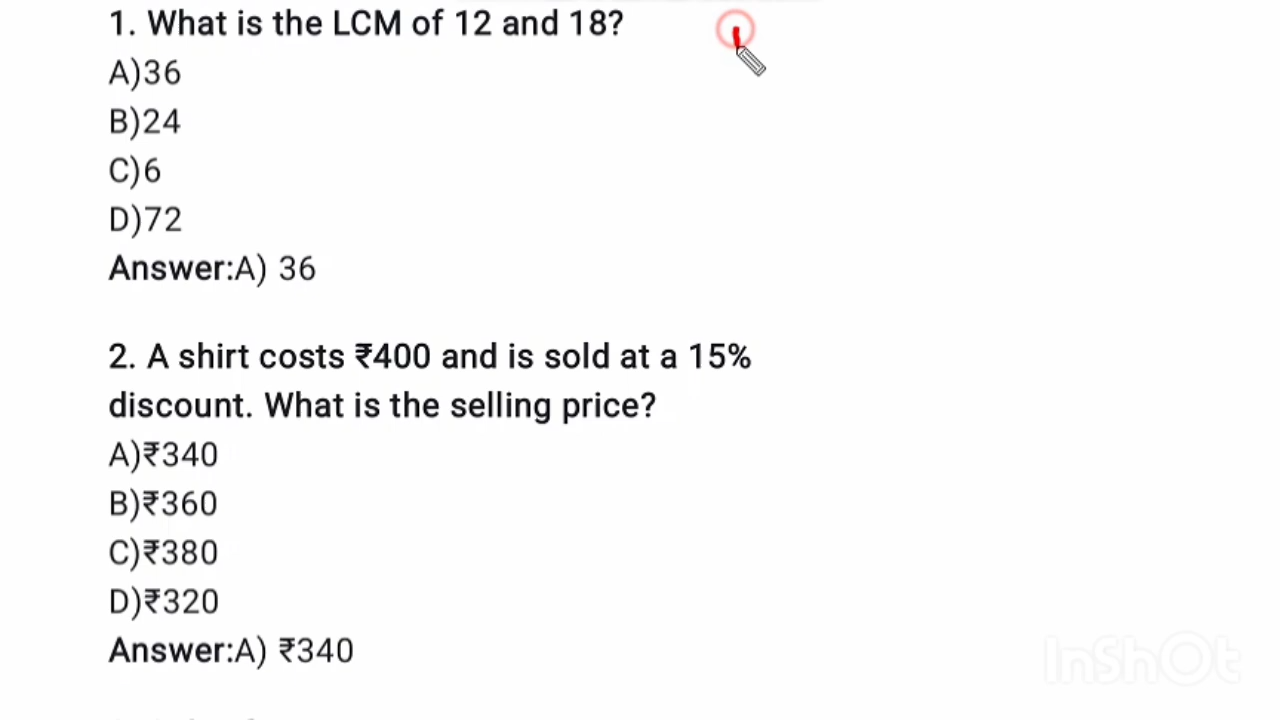 1. What is the LCM of 12 and 18?
A)36
B)24
C)6
D)72
Answer:A) 36
2. A shirt costs ₹400 and is sold at a 15%
discount. What is the selling price?
A)₹340
B)₹360
C)₹380
D)₹320
Answer:A) ₹340
InShOt